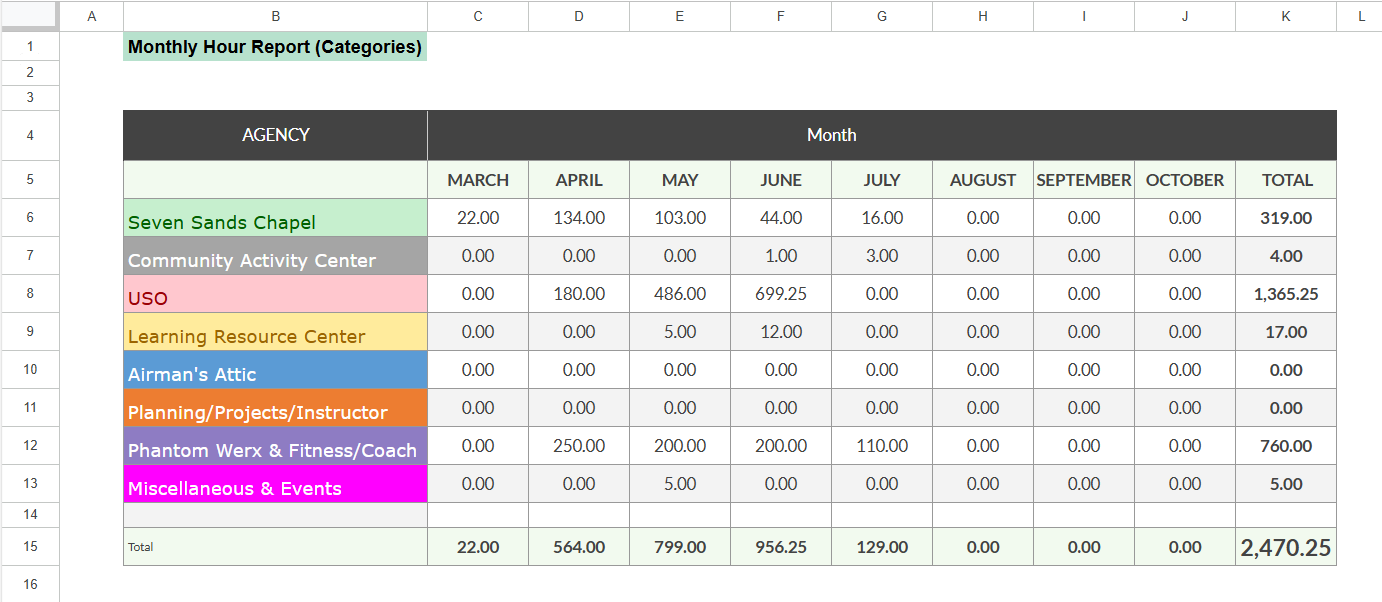 A B C D E F G H I J K L
1 Monthly Hour Report (Categories)
2
3
4 AGENCY Month
5 MARCH APRIL MAY JUNE JULY AUGUST SEPTEMBER OCTOBER TOTAL
6 Seven Sands Chapel 22.00 134.00 103.00 44.00 16.00 0.00 0.00 0.00 319.00
7 Community Activity Center 0.00 0.00 0.00 1.00 3.00 0.00 0.00 0.00 4.00
8 USO 0.00 180.00 486.00 699.25 0.00 0.00 0.00 0.00 1,365.25
9 Learning Resource Center 0.00 0.00 5.00 12.00 0.00 0.00 0.00 0.00 17.00
10 Airman's Attic 0.00 0.00 0.00 0.00 0.00 0.00 0.00 0.00 0.00
11 Planning/Projects/Instructor 0.00 0.00 0.00 0.00 0.00 0.00 0.00 0.00 0.00
12 Phantom Werx & Fitness/Coach 0.00 250.00 200.00 200.00 110.00 0.00 0.00 0.00 760.00
13 Miscellaneous & Events 0.00 0.00 5.00 0.00 0.00 0.00 0.00 0.00 5.00
14
15 Total 22.00 564.00 799.00 956.25 129.00 0.00 0.00 0.00 2,470.25
16